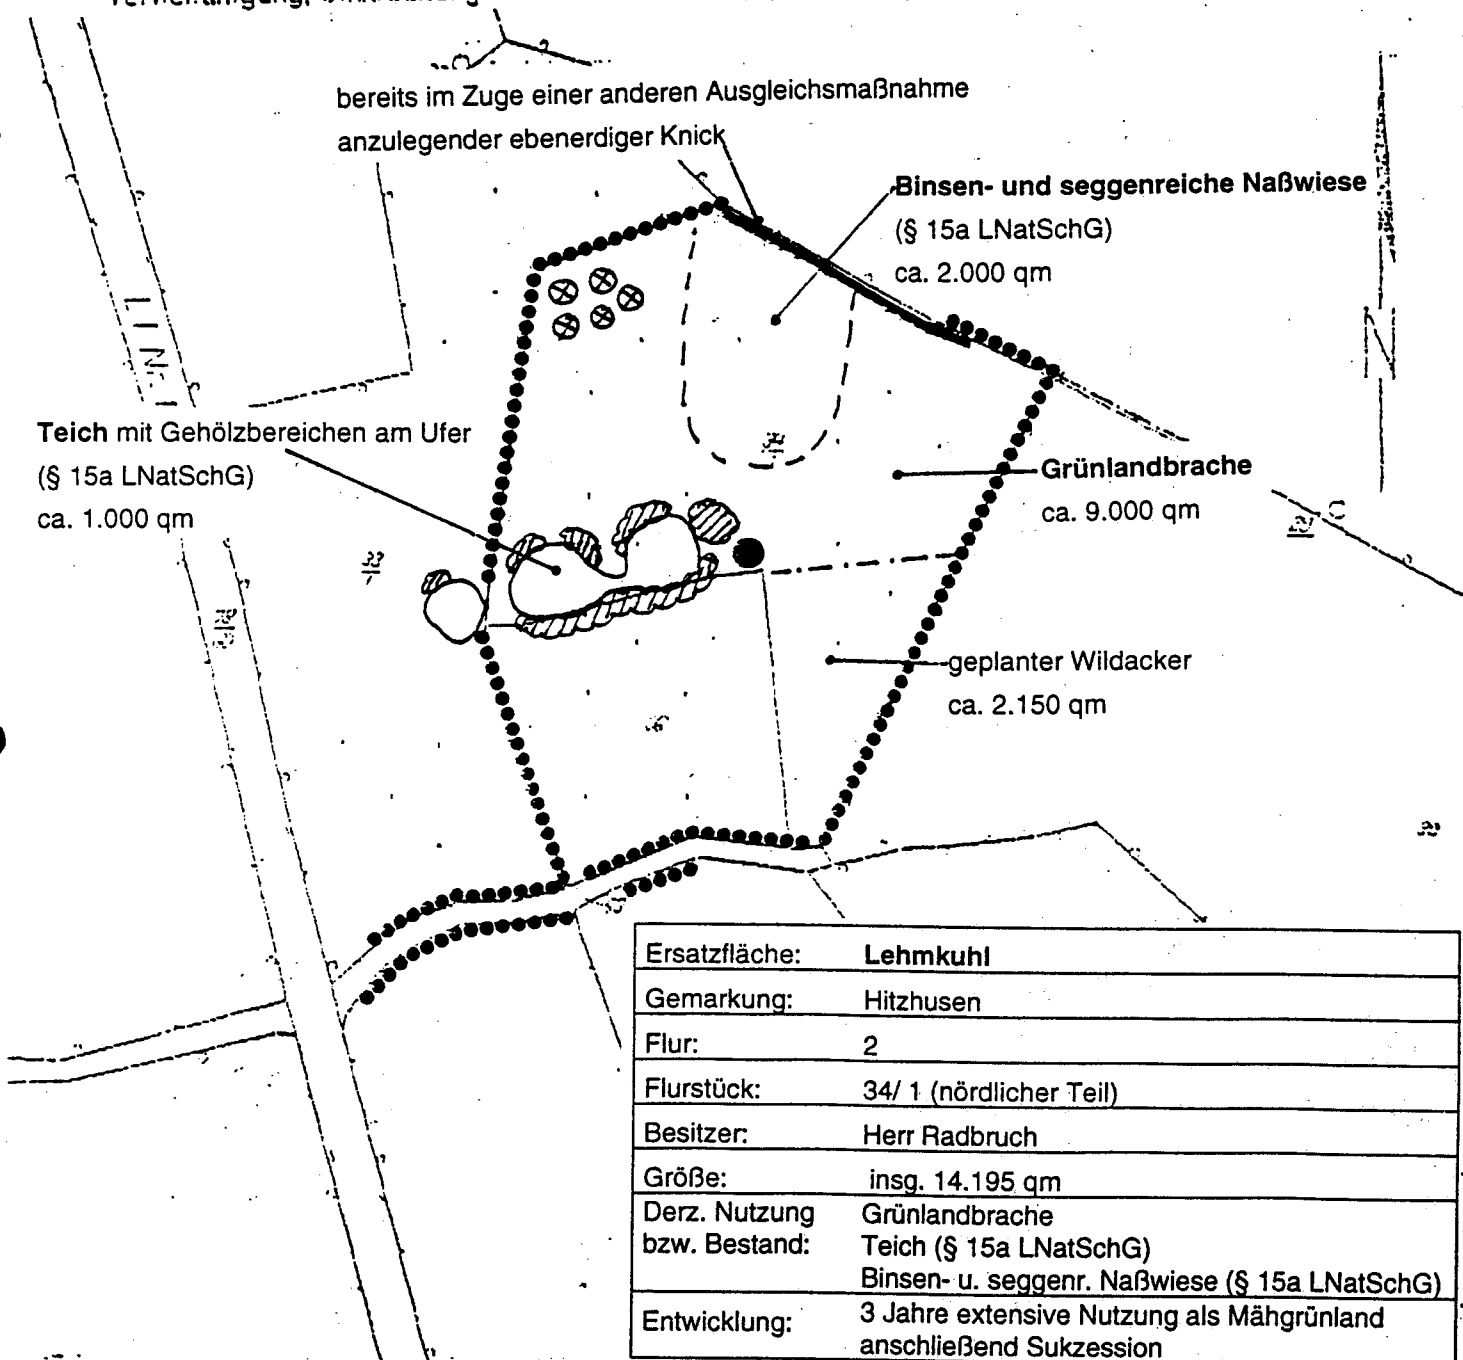 bereits im Zuge einer anderen Ausgleichsmaßnahme
anzulegender ebenerdiger Knick
Binsen- und seggenreiche Naßwiese
(§ 15a LNatSchG)
ca. 2.000 qm
N
Teich mit Gehölzbereichen am Ufer
(§ 15a LNatSchG)
ca. 1.000 qm
Grünlandbrache
ca. 9.000 qm
geplanter Wildacker
ca. 2.150 qm
Ersatzfläche: Lehmkuhl
Gemarkung: Hitzhusen
Flur: 2
Flurstück: 34/ 1 (nördlicher Teil)
Besitzer: Herr Radbruch
Größe: insg. 14.195 qm
Derz. Nutzung Grünlandbrache
bzw. Bestand: Teich (§ 15a LNatSchG)
Binsen- u. seggenr. Naßwiese (§ 15a LNatSchG)
Entwicklung: 3 Jahre extensive Nutzung als Mähgrünland
anschließend Sukzession